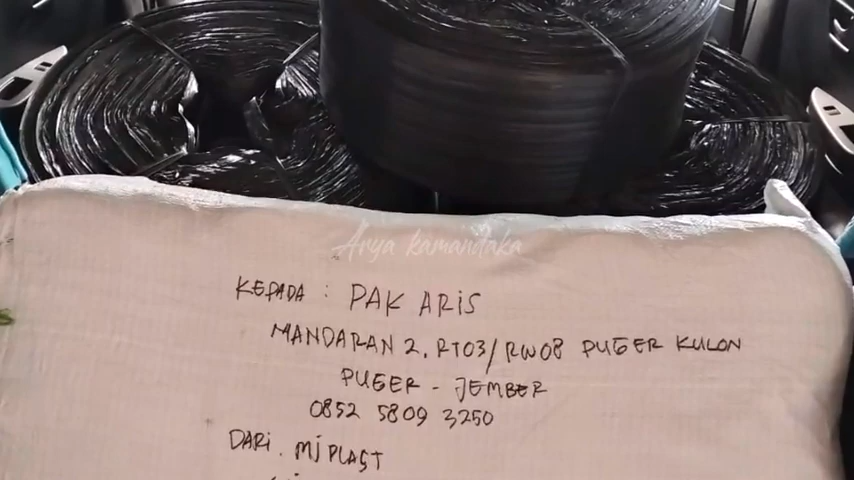 Arya kamandaka
KEPADA : PAK ARIS
MANDARAN 2. RT03/RW08 PUGER KULON
PUGER - JEMBER
0852 5809 3250
DARI. MJ PLAST